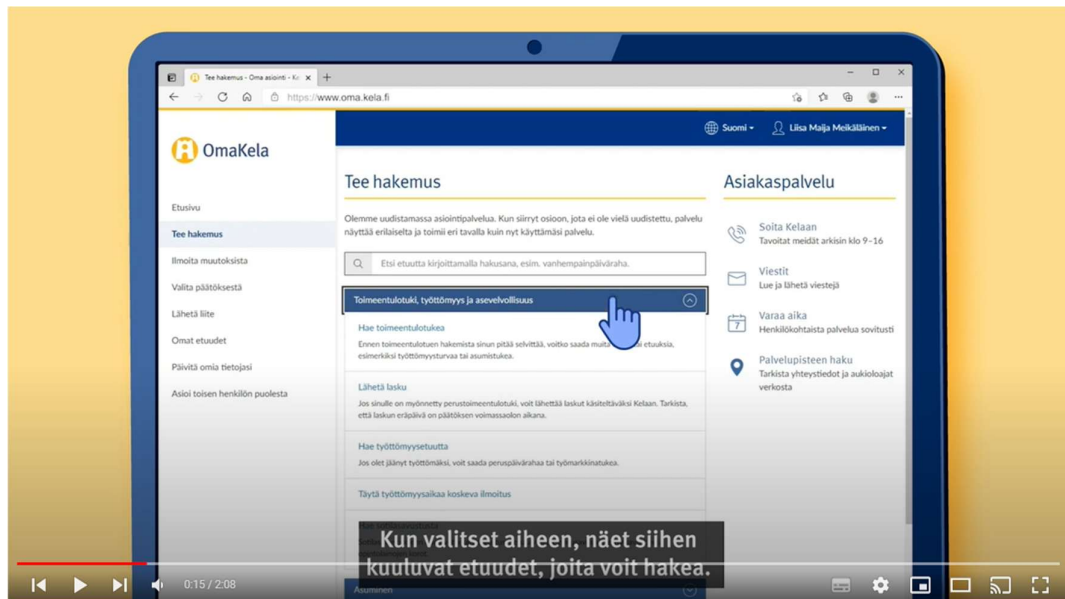 Tee hakemus - Oma asiointi - Ke
https://www.oma.kela.fi
Suomi
Liisa Maija Meikäläinen
OmaKela
Etusivu
Tee hakemus
Ilmoita muutoksista
Valita päätöksestä
Lähetä liite
Omat etuudet
Päivitä omia tietojasi
Asioi toisen henkilön puolesta
Tee hakemus
Olemme uudistamassa asiointipalvelua. Kun siirryt osioon, jota ei ole vielä uudistettu, palvelu
näyttää erilaiselta ja toimii eri tavalla kuin nyt käyttämäsi palvelu.
Etsi etuutta kirjoittamalla hakusana, esim. vanhempainpäiväraha.
Toimeentulotuki, työttömyys ja asevelvollisuus
Hae toimeentulotukea
Ennen toimeentulotuen hakemista sinun pitää selvittää, voitko saada muita etuuksia,
esimerkiksi työttömyysturvaa tai asumistukea.
Lähetä lasku
Jos sinulle on myönnetty perustoimeentulotuki, voit lähettää laskut käsiteltäväksi Kelaan. Tarkista,
että laskun eräpäivä on päätöksen voimassaolon aikana.
Hae työttömyysetuutta
Jos olet jäänyt työttömäksi, voit saada peruspäivärahaa tai työmarkkinatukea.
Täytä työttömyysaikaa koskeva ilmoitus
Asuminen
Asiakaspalvelu
Soita Kelaan
Tavoitat meidät arkisin klo 9–16
Viestit
Lue ja lähetä viestejä
7
Varaa aika
Henkilökohtaista palvelua sovitusti
Palvelupisteen haku
Tarkista yhteystiedot ja aukioloajat
verkosta
Kun valitset aiheen, näet siihen
kuuluvat etuudet, joita voit hakea.
0:15 / 2:08